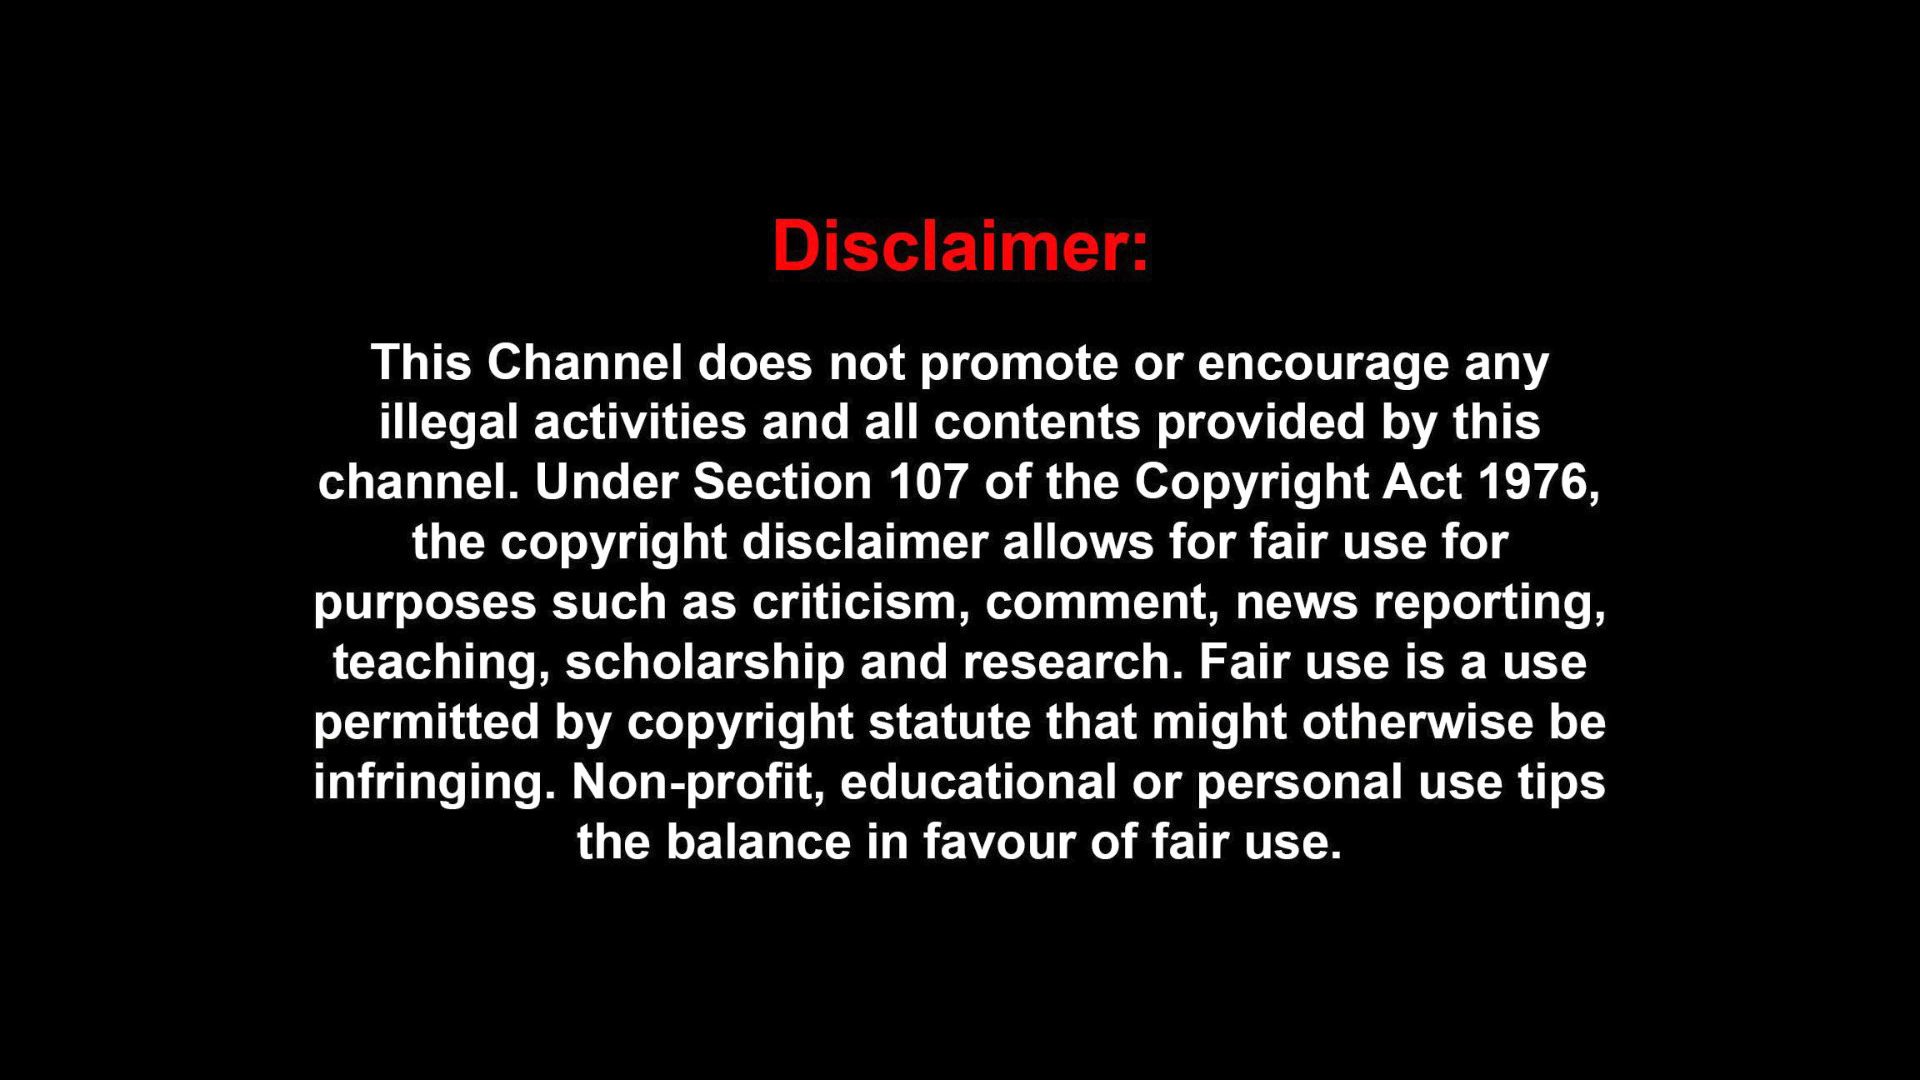 Disclaimer:
This Channel does not promote or encourage any
illegal activities and all contents provided by this
channel. Under Section 107 of the Copyright Act 1976,
the copyright disclaimer allows for fair use for
purposes such as criticism, comment, news reporting,
teaching, scholarship and research. Fair use is a use
permitted by copyright statute that might otherwise be
infringing. Non-profit, educational or personal use tips
the balance in favour of fair use.